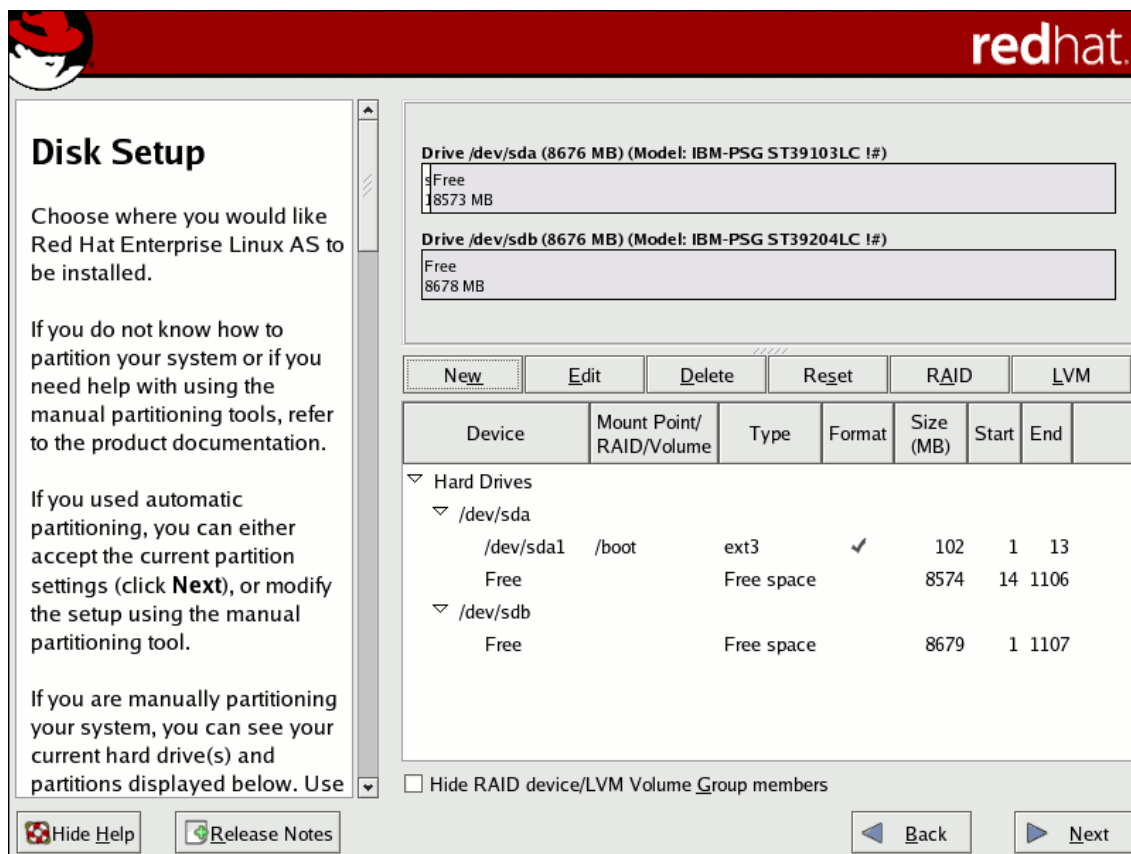 redhat.
Disk Setup
Choose where you would like
Red Hat Enterprise Linux AS to
be installed.
If you do not know how to
partition your system or if you
need help with using the
manual partitioning tools, refer
to the product documentation.
If you used automatic
partitioning, you can either
accept the current partition
settings (click Next), or modify
the setup using the manual
partitioning tool.
If you are manually partitioning
your system, you can see your
current hard drive(s) and
partitions displayed below. Use
Drive /dev/sda (8676 MB) (Model: IBM-PSG ST39103LC !#)
s Free
1 8573 MB
Drive /dev/sdb (8676 MB) (Model: IBM-PSG ST39204LC !#)
Free
8678 MB
New Edit Delete Reset RAID LVM
Device Mount Point/ RAID/Volume Type Format Size (MB) Start End
Hard Drives
/dev/sda
/dev/sda1 /boot ext3 102 1 13
Free Free space 8574 14 1106
/dev/sdb
Free Free space 8679 1 1107
Hide RAID device/LVM Volume Group members
Hide Help Release Notes Back Next